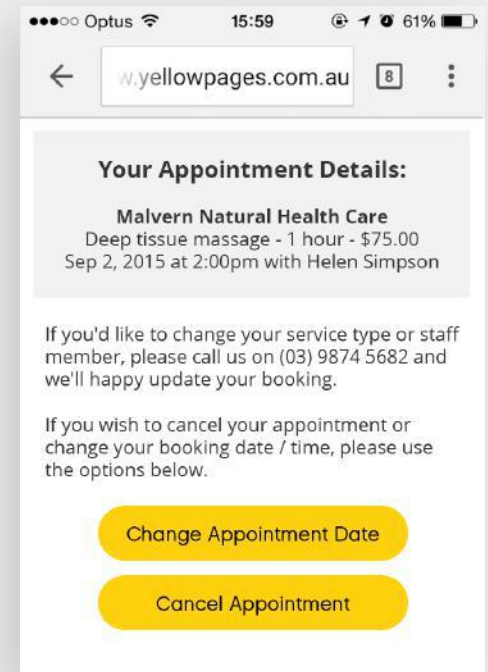 Optus 15:59 61%
w.yellowpages.com.au 8
Your Appointment Details:
Malvern Natural Health Care
Deep tissue massage - 1 hour - $75.00
Sep 2, 2015 at 2:00pm with Helen Simpson
If you'd like to change your service type or staff
member, please call us on (03) 9874 5682 and
we'll happy update your booking.
If you wish to cancel your appointment or
change your booking date / time, please use
the options below.
Change Appointment Date
Cancel Appointment